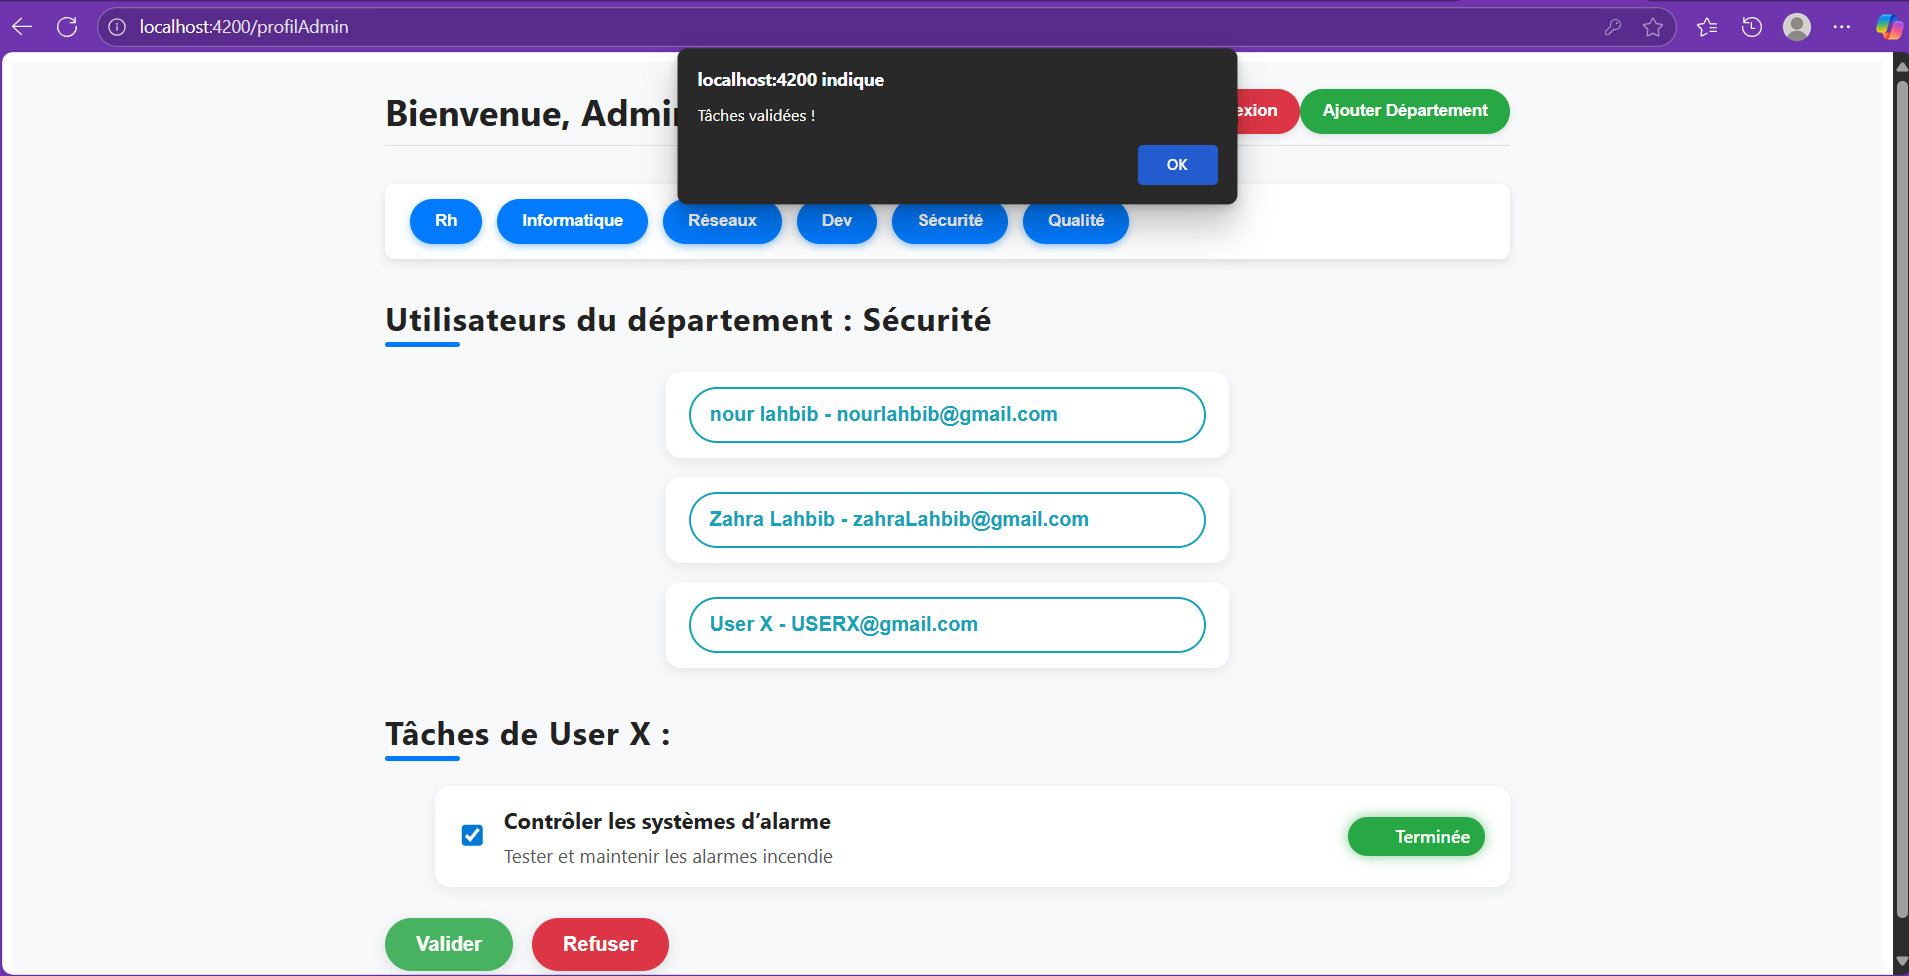 localhost:4200/profilAdmin
localhost:4200 indique
Tâches validées !
OK
Bienvenue, Admin
exion
Ajouter Département
Rh
Informatique
Réseaux
Dev
Sécurité
Qualité
Utilisateurs du département : Sécurité
nour lahbib - nourlahbib@gmail.com
Zahra Lahbib - zahraLahbib@gmail.com
User X - USERX@gmail.com
Tâches de User X :
Contrôler les systèmes d’alarme
Tester et maintenir les alarmes incendie
Terminée
Valider
Refuser